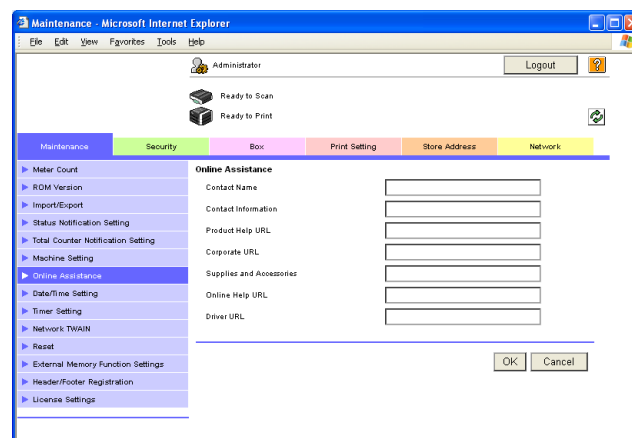 Maintenance - Microsoft Internet Explorer
File Edit View Favorites Tools Help
Administrator
Logout
?
Ready to Scan
Ready to Print
Maintenance Security Box Print Setting Store Address Network
Meter Count
ROM Version
Import/Export
Status Notification Setting
Total Counter Notification Setting
Machine Setting
Online Assistance
Date/Time Setting
Timer Setting
Network TWAIN
Reset
External Memory Function Settings
Header/Footer Registration
License Settings
Online Assistance
Contact Name
Contact Information
Product Help URL
Corporate URL
Supplies and Accessories
Online Help URL
Driver URL
OK Cancel